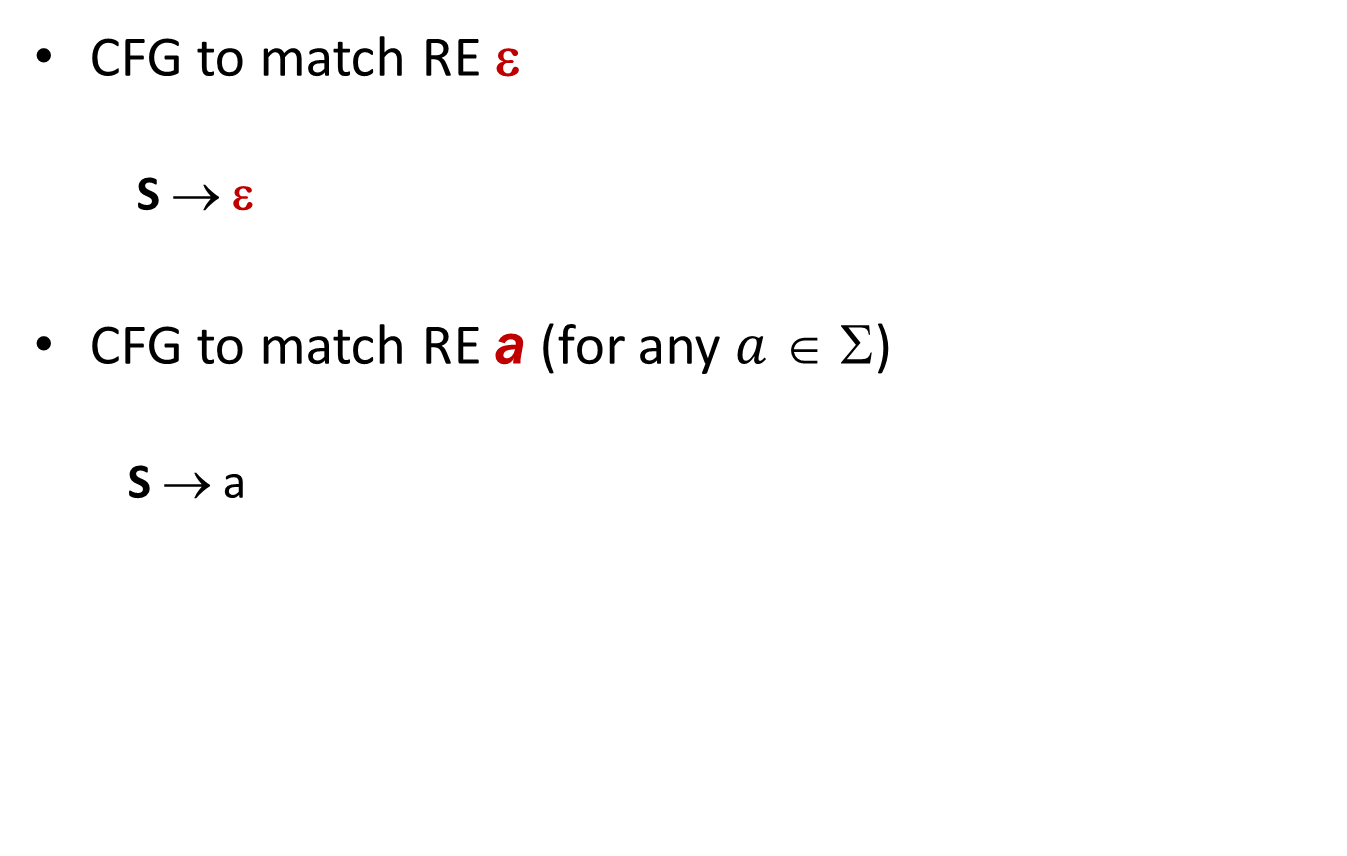 • CFG to match RE ε
S → ε
• CFG to match RE a (for any a ∈ Σ)
S → a